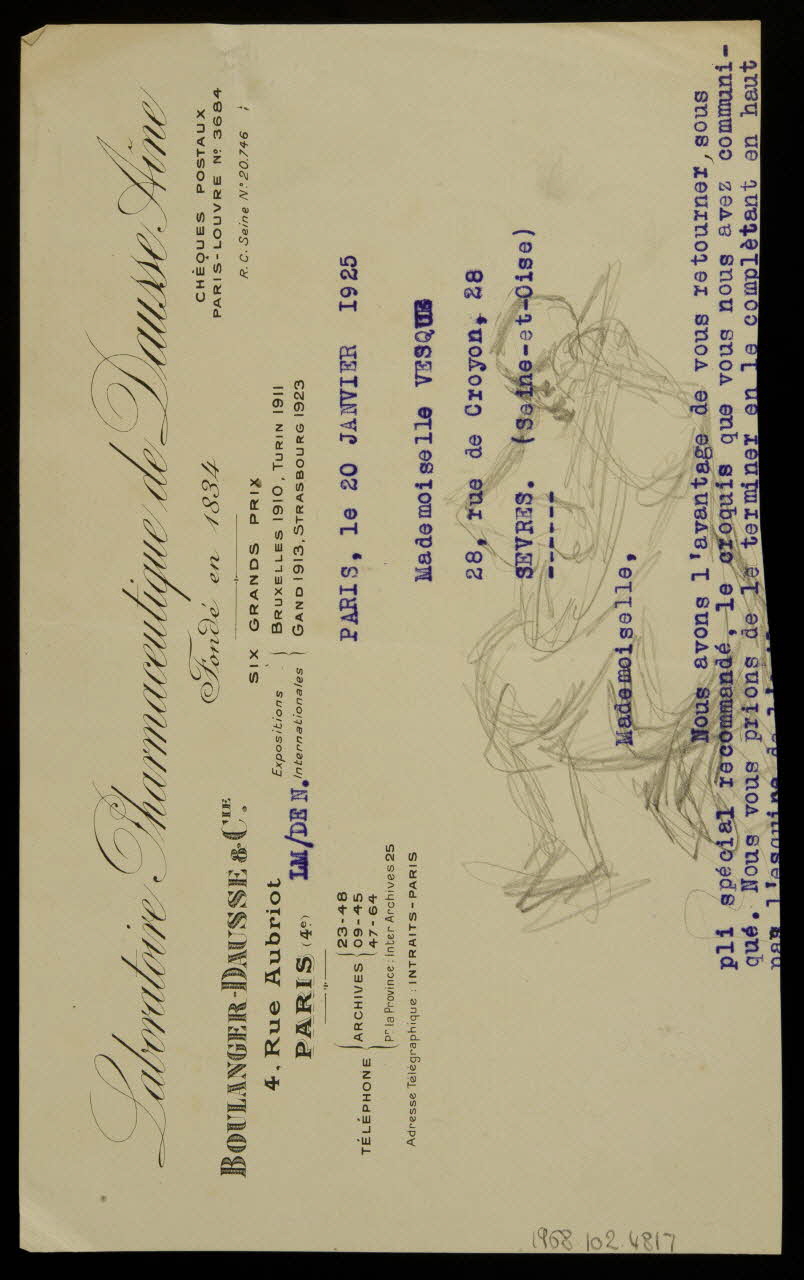 Laboratoire Pharmaceutique de Dausse Aîné
Fondé en 1834
BOULANGER-DAUSSE & CIE.
4, Rue Aubriot
PARIS (4e)
SIX GRANDS PRIX
Expositions Internationales { BRUXELLES 1910, TURIN 1911
GAND 1913, STRASBOURG 1923
CHÈQUES POSTAUX
PARIS-LOUVRE No 3684
R.C. Seine No 20.746
LM/DE N.
TÉLÉPHONE { ARCHIVES { 23-48
09-45
47-64
Pr la Province: Inter Archives 25
Adresse Télégraphique: INTRAITS-PARIS
PARIS, le 20 JANVIER 1925
Mademoiselle VESQUE
28, rue de Croyon, 28
SEVRES. (Seine-et-Oise)
------
Mademoiselle,
Nous avons l'avantage de vous retourner, sous
pli spécial recommandé, le croquis que vous nous avez communi-
qué. Nous vous prions de le terminer en le complètant en haut
par l'esquine de
1968.102.4817